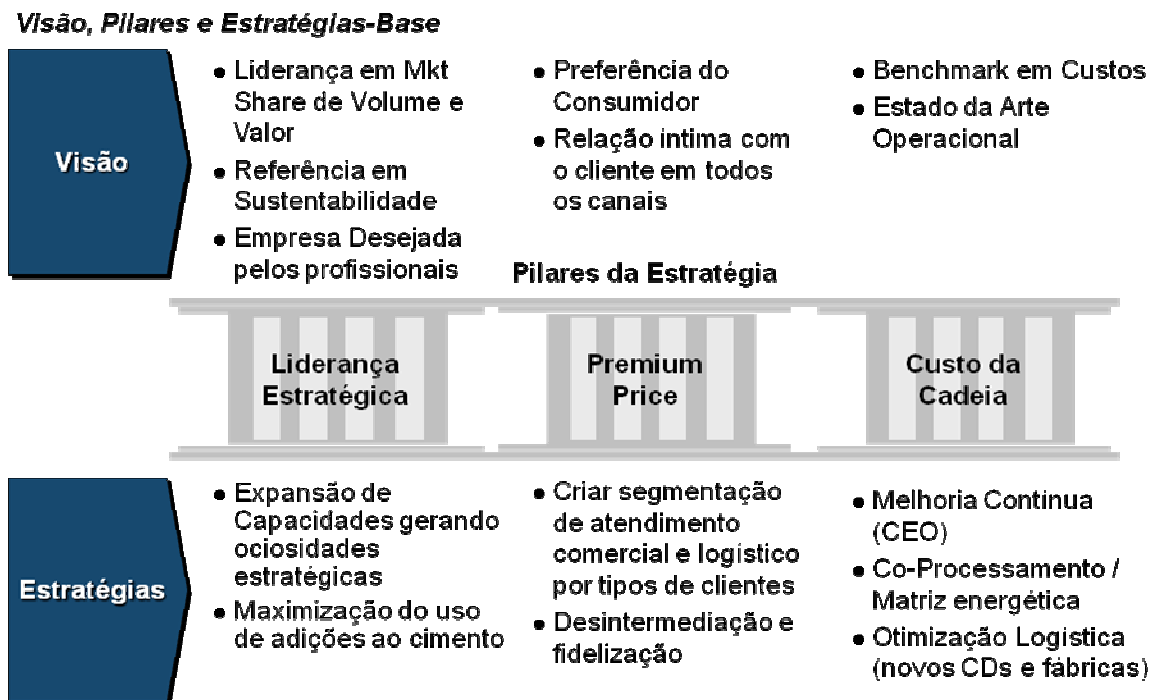 Visão, Pilares e Estratégias-Base
Visão
• Liderança em Mkt
Share de Volume e
Valor
• Referência em
Sustentabilidade
• Empresa Desejada
pelos profissionais
• Preferência do
Consumidor
• Relação íntima com
o cliente em todos
os canais
• Benchmark em Custos
• Estado da Arte
Operacional
Pilares da Estratégia
Liderança
Estratégica
Premium
Price
Custo da
Cadeia
Estratégias
• Expansão de
Capacidades gerando
ociosidades
estratégicas
• Maximização do uso
de adições ao cimento
• Criar segmentação
de atendimento
comercial e logístico
por tipos de clientes
• Desintermediação e
fidelização
• Melhoria Continua
(CEO)
• Co-Processamento /
Matriz energética
• Otimização Logística
(novos CDs e fábricas)